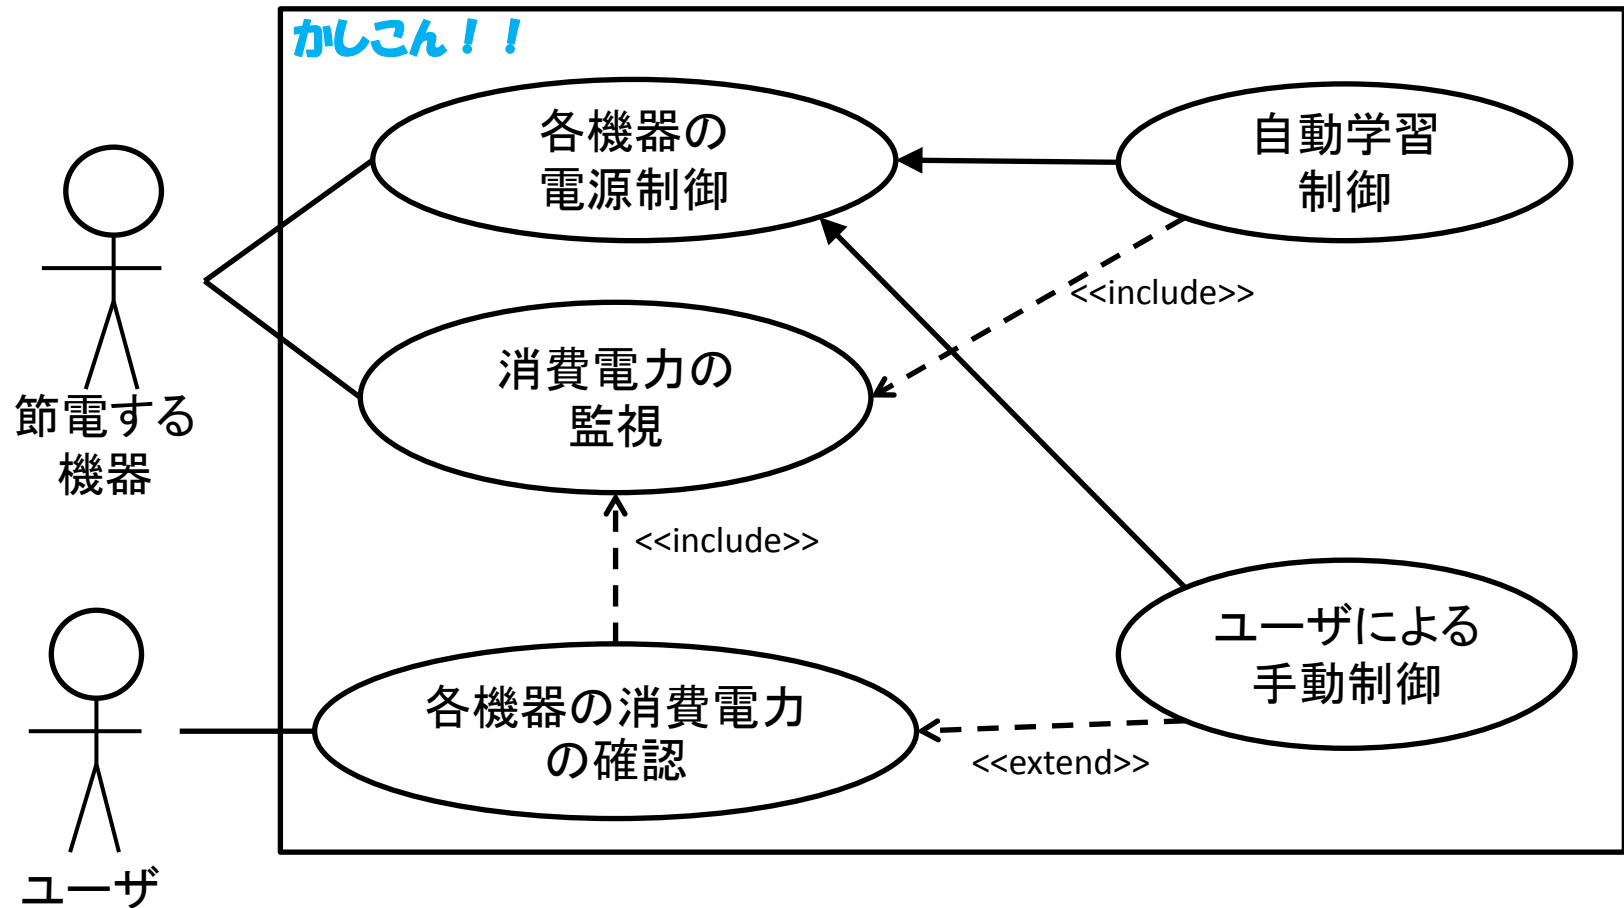 かしこん！！
各機器の
電源制御
自動学習
制御
<<include>>
消費電力の
監視
節電する
機器
<<include>>
ユーザによる
手動制御
各機器の消費電力
の確認
<<extend>>
ユーザ